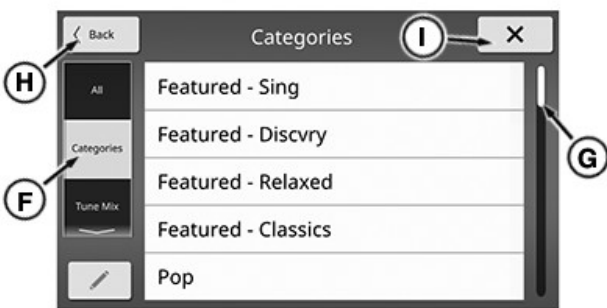 Back
Categories
I
X
H
All
Featured - Sing
Categories
Featured - Discvry
G
F
Featured - Relaxed
Tune Mix
Featured - Classics
Pop